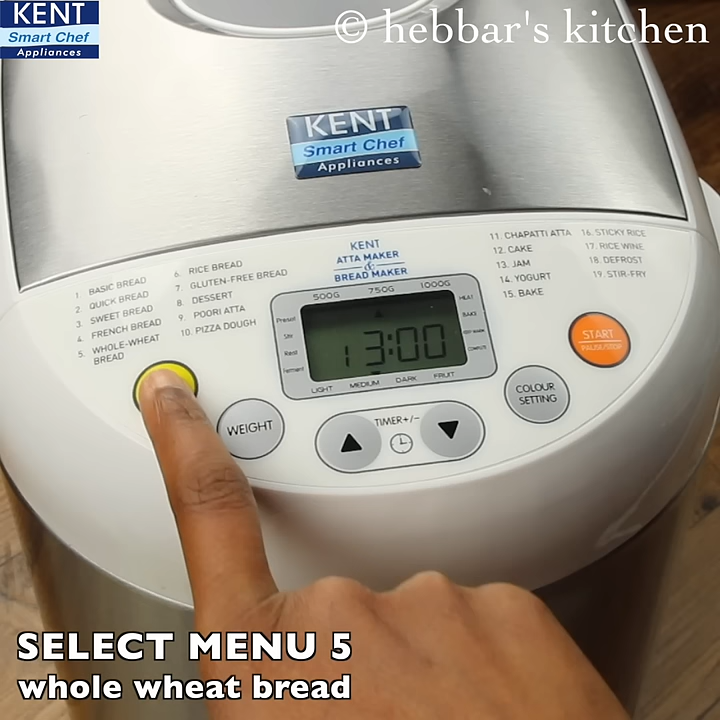 KENT
Smart Chef
Appliances
© hebbar's kitchen
KENT
Smart Chef
Appliances
1. BASIC BREAD
2. QUICK BREAD
3. SWEET BREAD
4. FRENCH BREAD
5. WHOLE-WHEAT
BREAD
6. RICE BREAD
7. GLUTEN-FREE BREAD
8. DESSERT
9. POORI ATTA
10. PIZZA DOUGH
KENT
ATTA MAKER
&
BREAD MAKER
11. CHAPATTI ATTA
12. CAKE
13. JAM
14. YOGURT
15. BAKE
16. STICKY RICE
17. RICE WINE
18. DEFROST
19. STIR-FRY
500G 750G 1000G
Preset
Stir
Rest
Ferment
13:00
HEAT
BAKE
KEEP WARM
COMPLETE
LIGHT MEDIUM DARK FRUIT
START
PAUSE/STOP
WEIGHT
TIMER+/-
COLOUR
SETTING
SELECT MENU 5
whole wheat bread